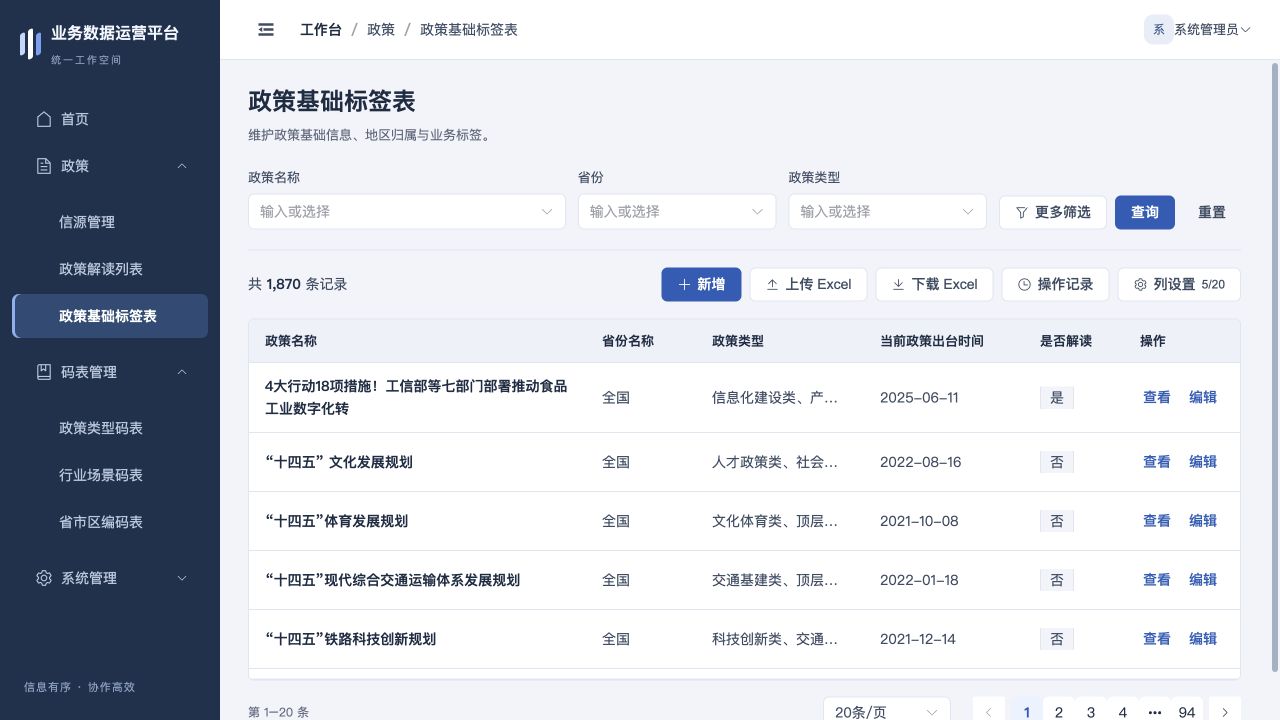 业务数据运营平台
统一工作空间
首页
政策
信源管理
政策解读列表
政策基础标签表
码表管理
政策类型码表
行业场景码表
省市区编码表
系统管理
信息有序 · 协作高效
工作台 / 政策 / 政策基础标签表
系 系统管理员
政策基础标签表
维护政策基础信息、地区归属与业务标签。
政策名称 省份 政策类型
输入或选择 输入或选择 输入或选择 更多筛选 查询 重置
共 1,870 条记录 新增 上传 Excel 下载 Excel 操作记录 列设置 5/20
政策名称 省份名称 政策类型 当前政策出台时间 是否解读 操作
4大行动18项措施！工信部等七部门部署推动食品
工业数字化转 全国 信息化建设类、产... 2025-06-11 是 查看 编辑
“十四五” 文化发展规划 全国 人才政策类、社会... 2022-08-16 否 查看 编辑
“十四五”体育发展规划 全国 文化体育类、顶层... 2021-10-08 否 查看 编辑
“十四五”现代综合交通运输体系发展规划 全国 交通基建类、顶层... 2022-01-18 否 查看 编辑
“十四五”铁路科技创新规划 全国 科技创新类、交通... 2021-12-14 否 查看 编辑
第 1–20 条 20条/页 1 2 3 4 ••• 94